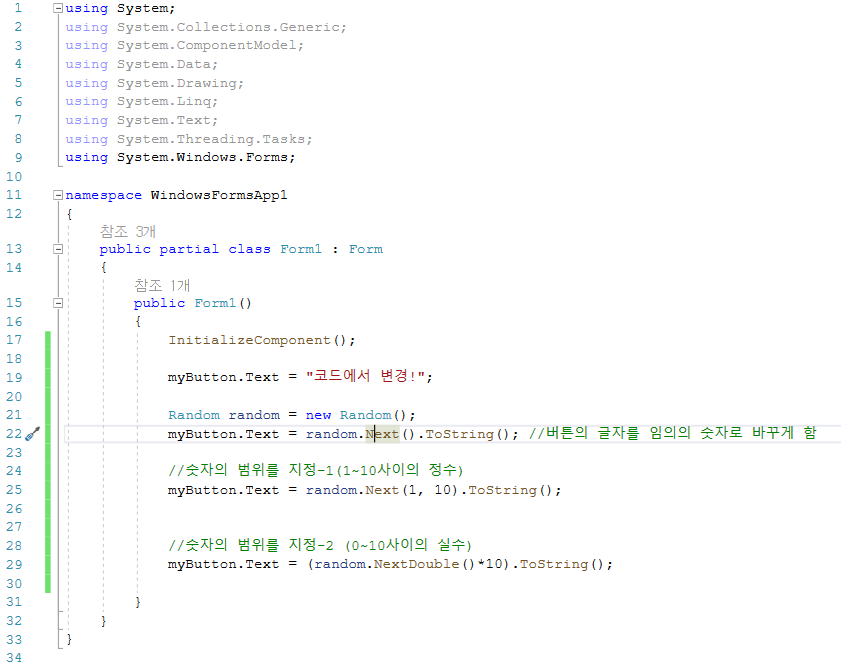 1 using System;
2 using System.Collections.Generic;
3 using System.ComponentModel;
4 using System.Data;
5 using System.Drawing;
6 using System.Linq;
7 using System.Text;
8 using System.Threading.Tasks;
9 using System.Windows.Forms;
10
11 namespace WindowsFormsApp1
12 {
참조 3개
13 public partial class Form1 : Form
14 {
참조 1개
15 public Form1()
16 {
17 InitializeComponent();
18
19 myButton.Text = "코드에서 변경!";
20
21 Random random = new Random();
22 myButton.Text = random.Next().ToString(); //버튼의 글자를 임의의 숫자로 바꾸게 함
23
24 //숫자의 범위를 지정-1(1~10사이의 정수)
25 myButton.Text = random.Next(1, 10).ToString();
26
27
28 //숫자의 범위를 지정-2 (0~10사이의 실수)
29 myButton.Text = (random.NextDouble()*10).ToString();
30
31 }
32 }
33 }
34